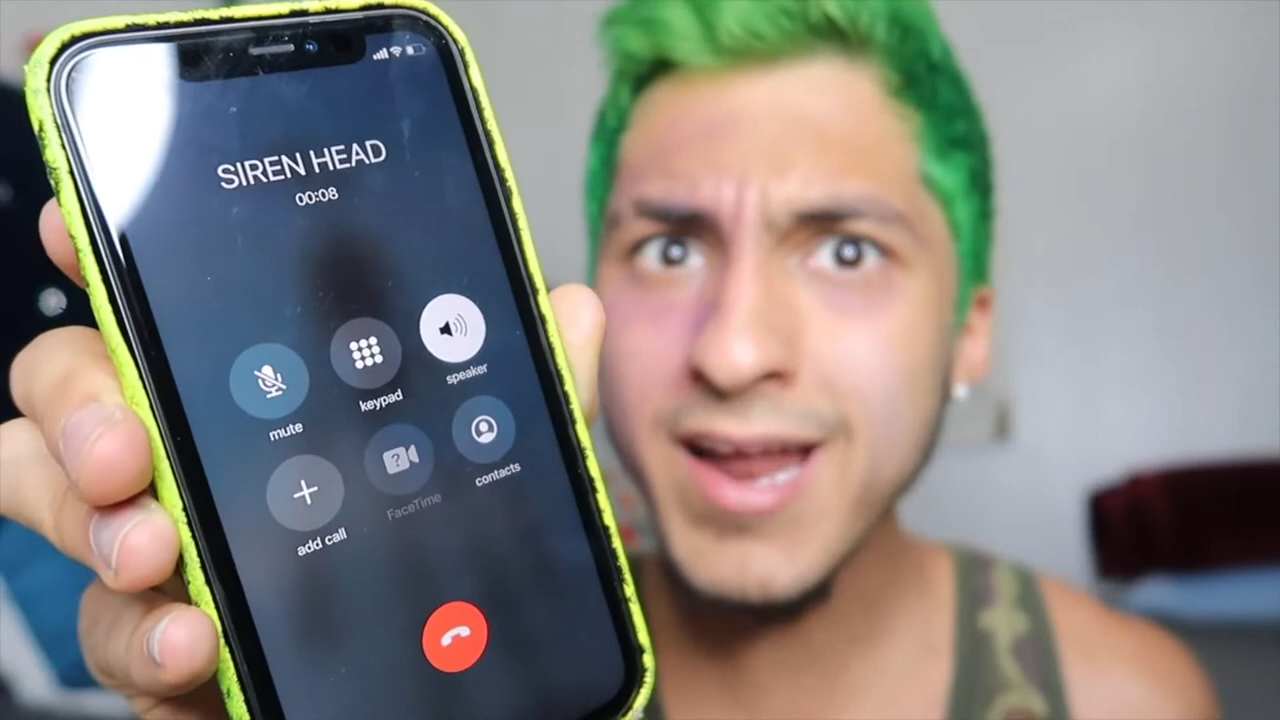 SIREN HEAD
00:08
mute
keypad
speaker
add call
FaceTime
contacts